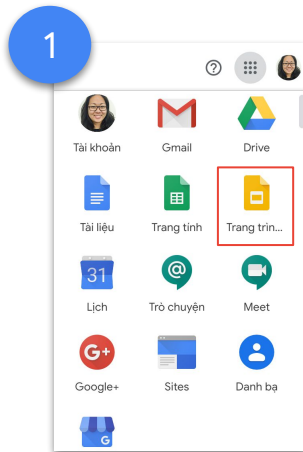 1
Tài khoản Gmail Drive
Tài liệu Trang tính Trang trìn...
31
Lịch Trò chuyện Meet
G+
Google+ Sites Danh bạ
G